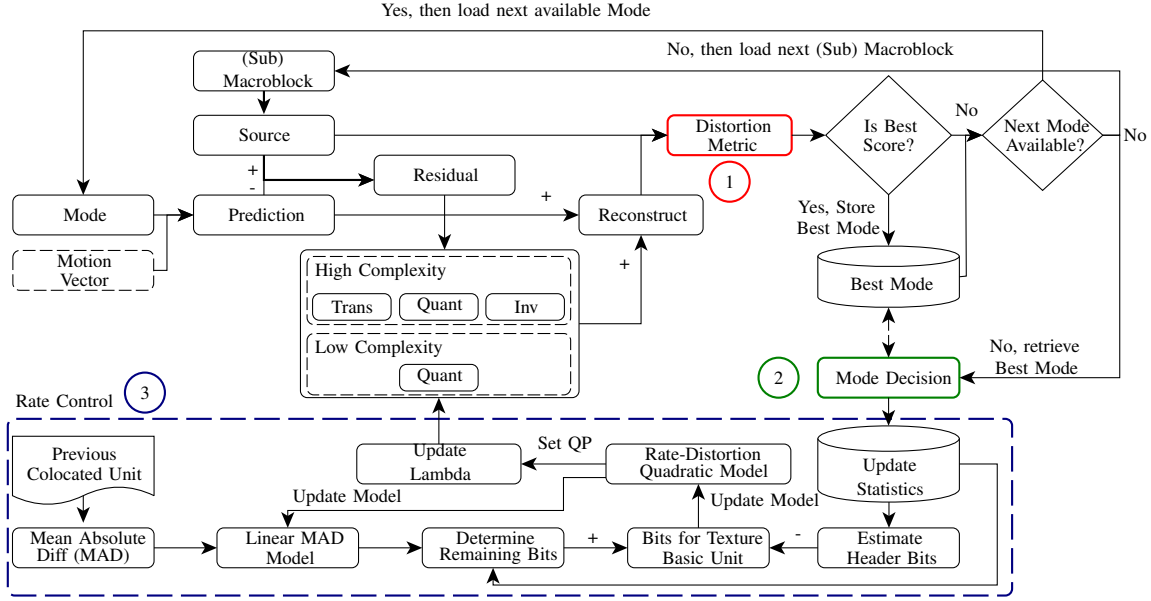 Yes, then load next available Mode
No, then load next (Sub) Macroblock
(Sub)
Macroblock
Source
Distortion
Metric
Is Best
Score?
No
Next Mode
Available?
No
+
-
Residual
1
Mode
Prediction
+
Reconstruct
Yes, Store
Best Mode
Motion
Vector
High Complexity
+
Best Mode
Trans
Quant
Inv
Low Complexity
Quant
No, retrieve
Best Mode
2
Mode Decision
3
Rate Control
Previous
Colocated Unit
Update
Lambda
Set QP
Rate-Distortion
Quadratic Model
Update
Statistics
Update Model
Update Model
Mean Absolute
Diff (MAD)
Linear MAD
Model
Determine
Remaining Bits
+
Bits for Texture
Basic Unit
-
Estimate
Header Bits